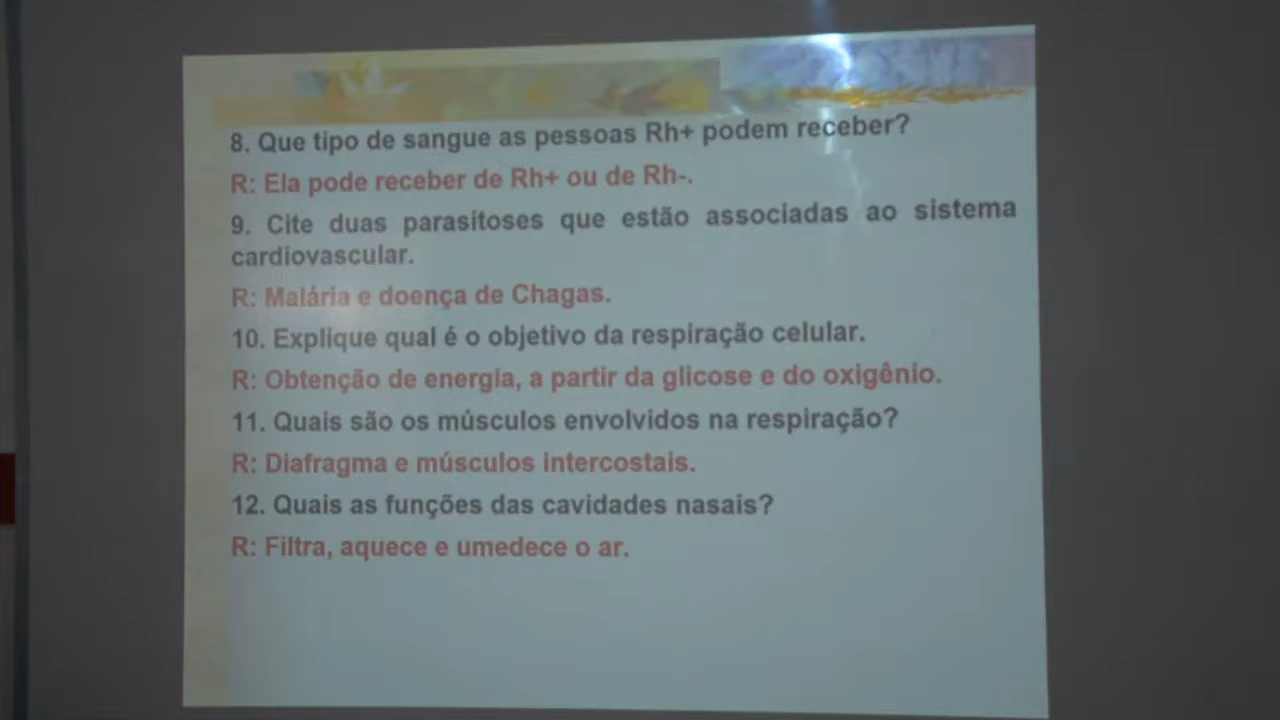 8. Que tipo de sangue as pessoas Rh+ podem receber?
R: Ela pode receber de Rh+ ou de Rh-.
9. Cite duas parasitoses que estão associadas ao sistema
cardiovascular.
R: Malária e doença de Chagas.
10. Explique qual é o objetivo da respiração celular.
R: Obtenção de energia, a partir da glicose e do oxigênio.
11. Quais são os músculos envolvidos na respiração?
R: Diafragma e músculos intercostais.
12. Quais as funções das cavidades nasais?
R: Filtra, aquece e umedece o ar.